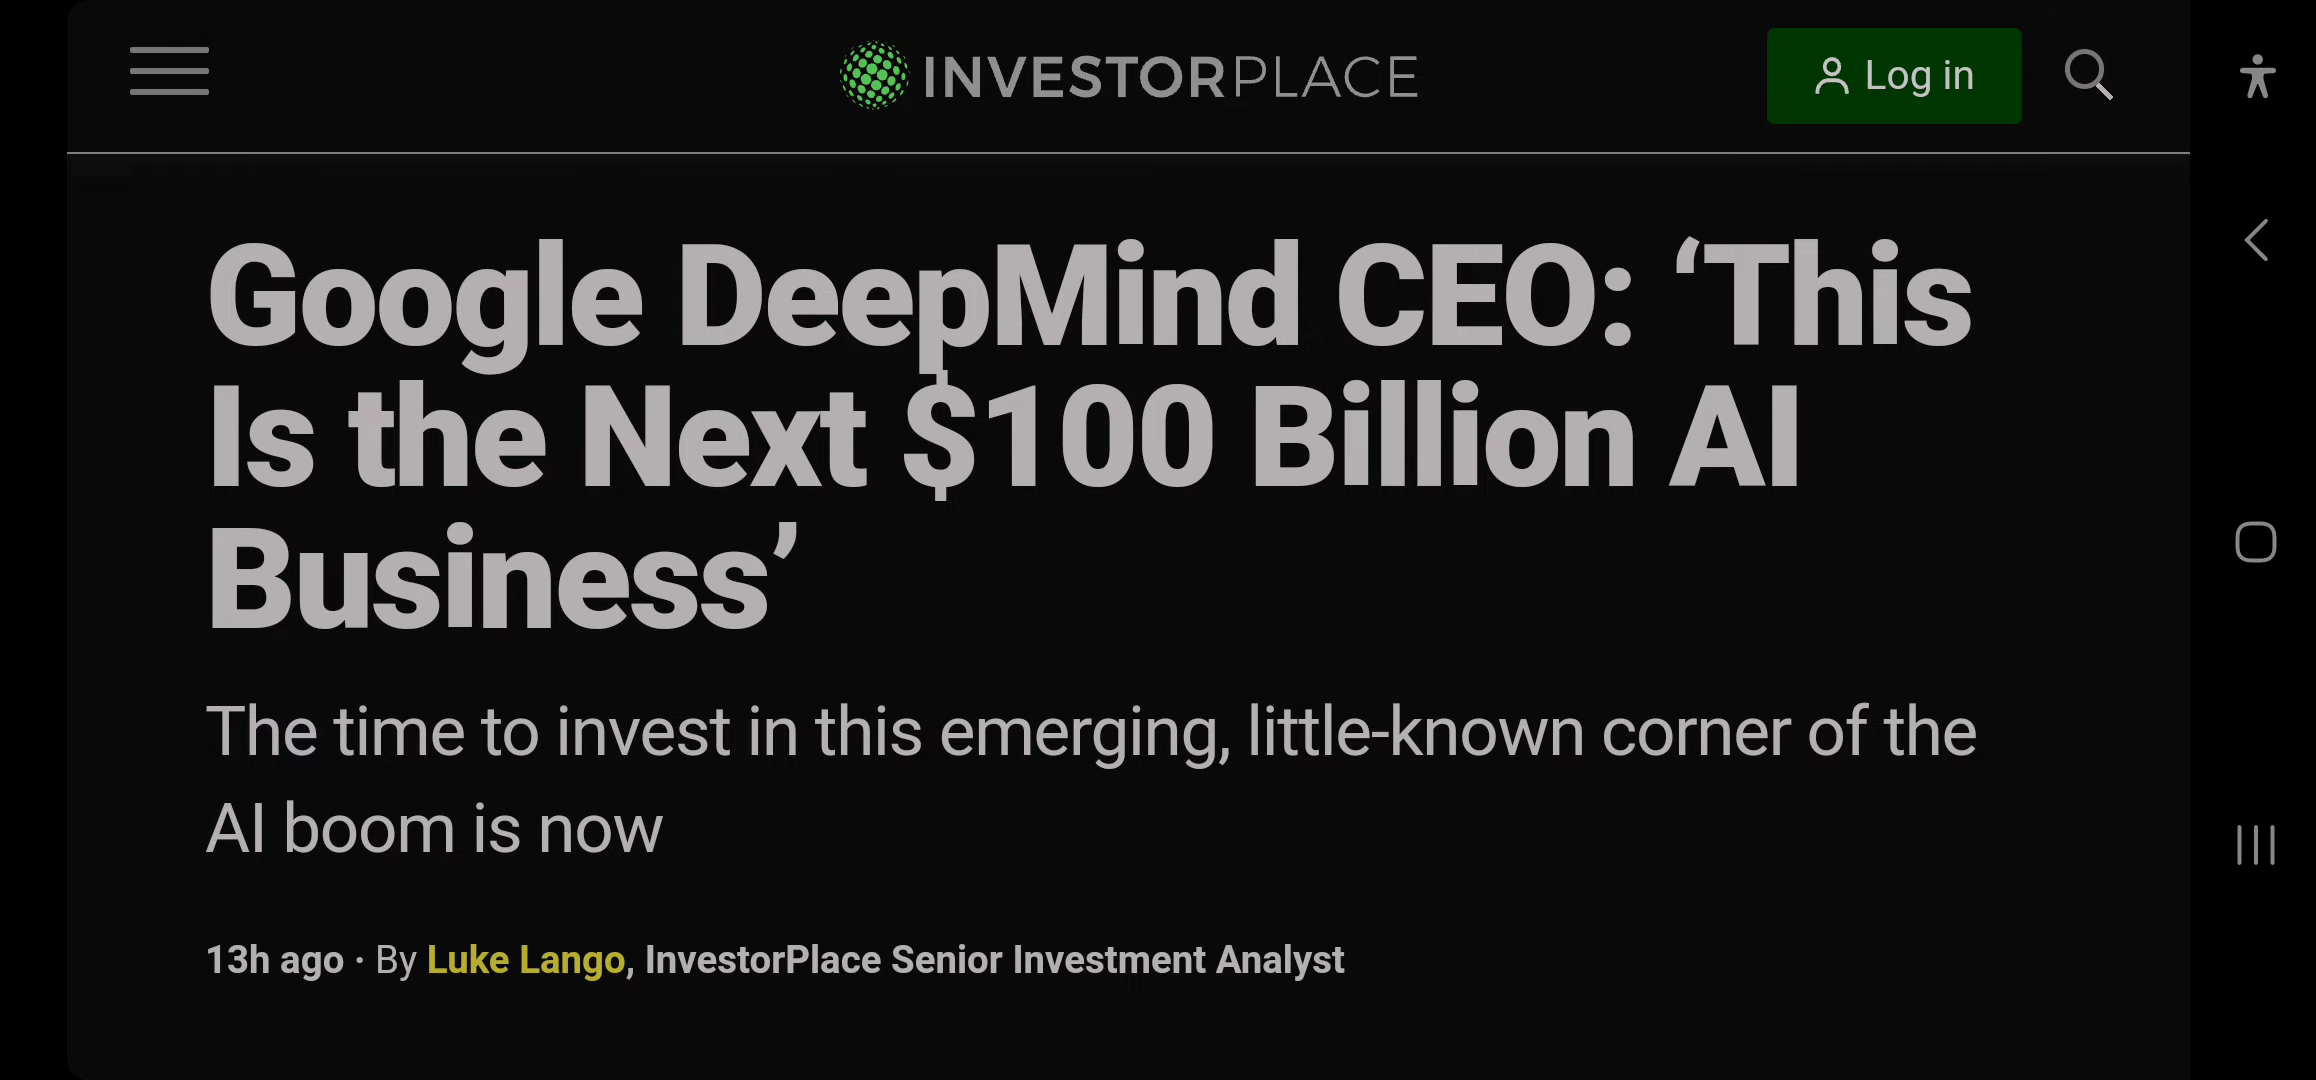 INVESTORPLACE
Log in
Google DeepMind CEO: ‘This
Is the Next $100 Billion AI
Business’
The time to invest in this emerging, little-known corner of the
AI boom is now
13h ago · By Luke Lango, InvestorPlace Senior Investment Analyst